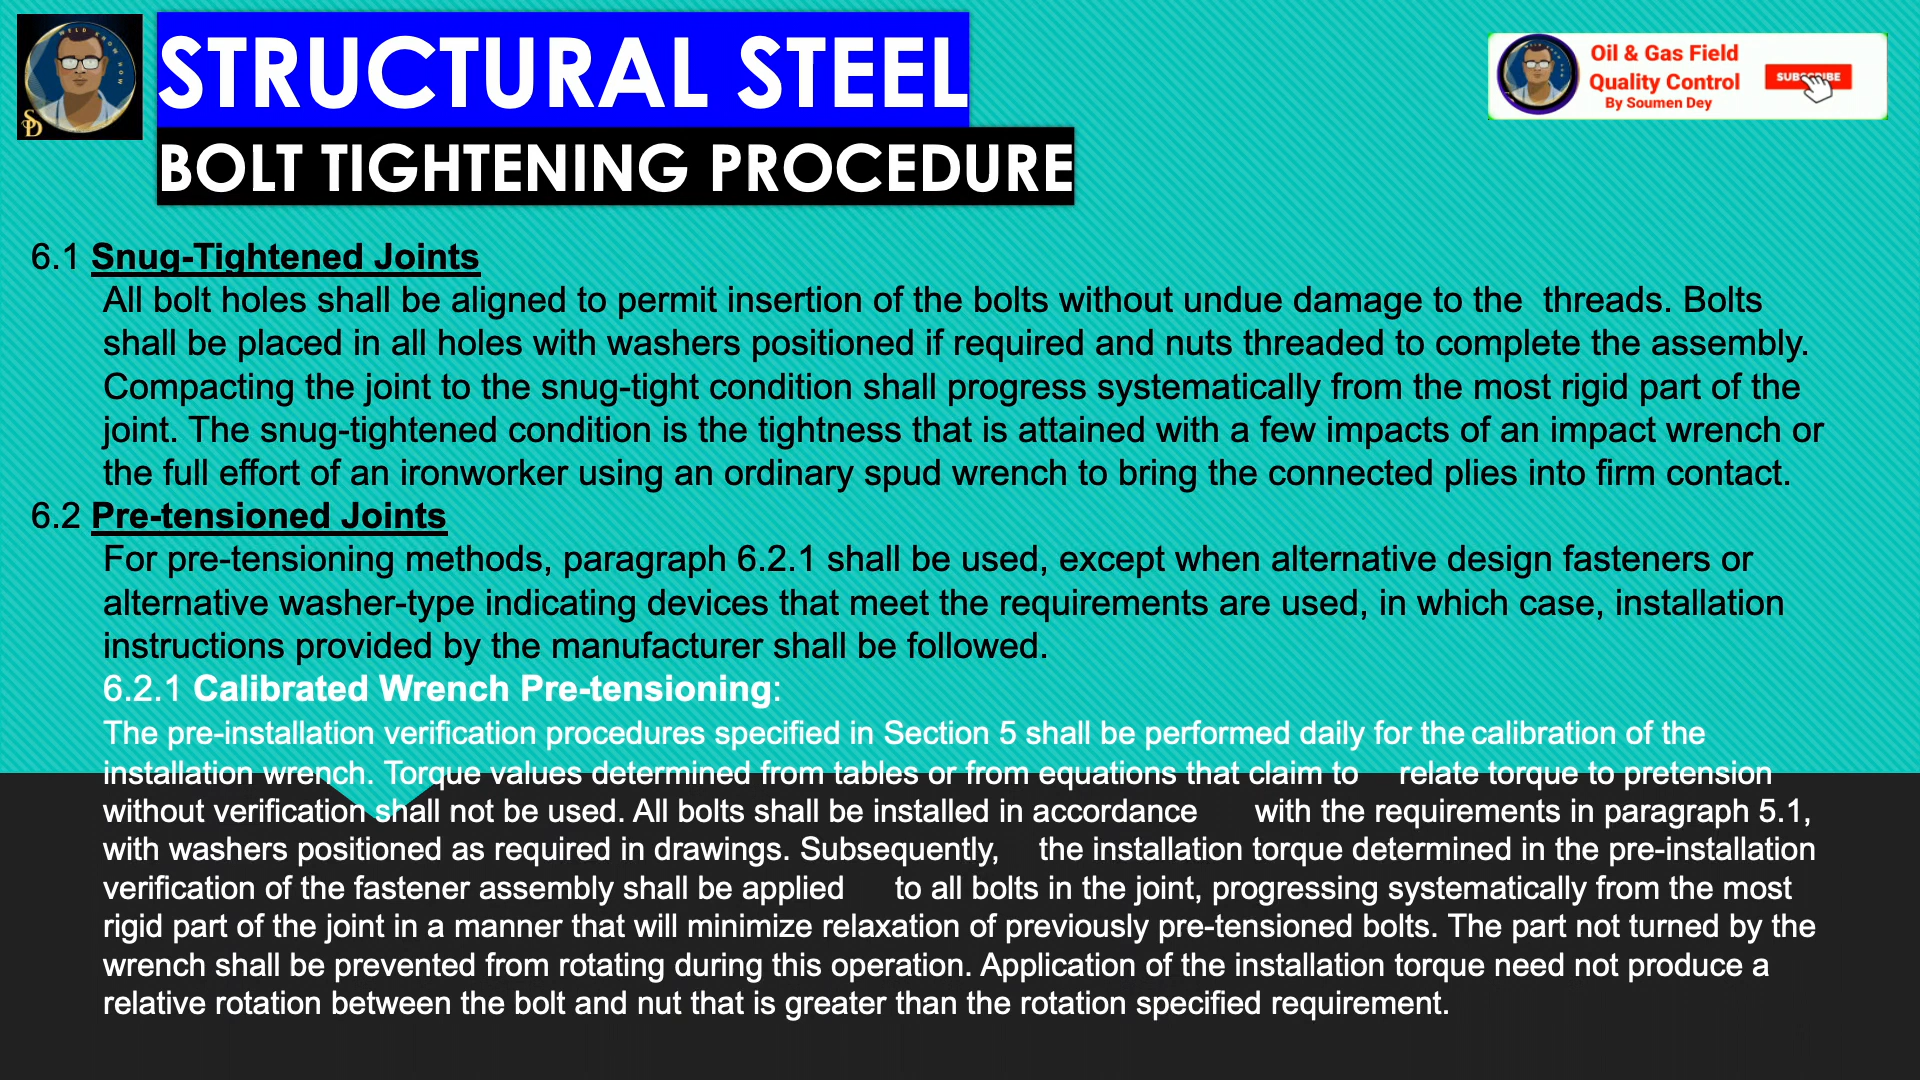 WELD KNOW HOW
SD
STRUCTURAL STEEL
BOLT TIGHTENING PROCEDURE
Oil & Gas Field
Quality Control
By Soumen Dey
SUBSCRIBE
6.1 Snug-Tightened Joints
All bolt holes shall be aligned to permit insertion of the bolts without undue damage to the threads. Bolts
shall be placed in all holes with washers positioned if required and nuts threaded to complete the assembly.
Compacting the joint to the snug-tight condition shall progress systematically from the most rigid part of the
joint. The snug-tightened condition is the tightness that is attained with a few impacts of an impact wrench or
the full effort of an ironworker using an ordinary spud wrench to bring the connected plies into firm contact.
6.2 Pre-tensioned Joints
For pre-tensioning methods, paragraph 6.2.1 shall be used, except when alternative design fasteners or
alternative washer-type indicating devices that meet the requirements are used, in which case, installation
instructions provided by the manufacturer shall be followed.
6.2.1 Calibrated Wrench Pre-tensioning:
The pre-installation verification procedures specified in Section 5 shall be performed daily for the calibration of the
installation wrench. Torque values determined from tables or from equations that claim to relate torque to pretension
without verification shall not be used. All bolts shall be installed in accordance with the requirements in paragraph 5.1,
with washers positioned as required in drawings. Subsequently, the installation torque determined in the pre-installation
verification of the fastener assembly shall be applied to all bolts in the joint, progressing systematically from the most
rigid part of the joint in a manner that will minimize relaxation of previously pre-tensioned bolts. The part not turned by the
wrench shall be prevented from rotating during this operation. Application of the installation torque need not produce a
relative rotation between the bolt and nut that is greater than the rotation specified requirement.